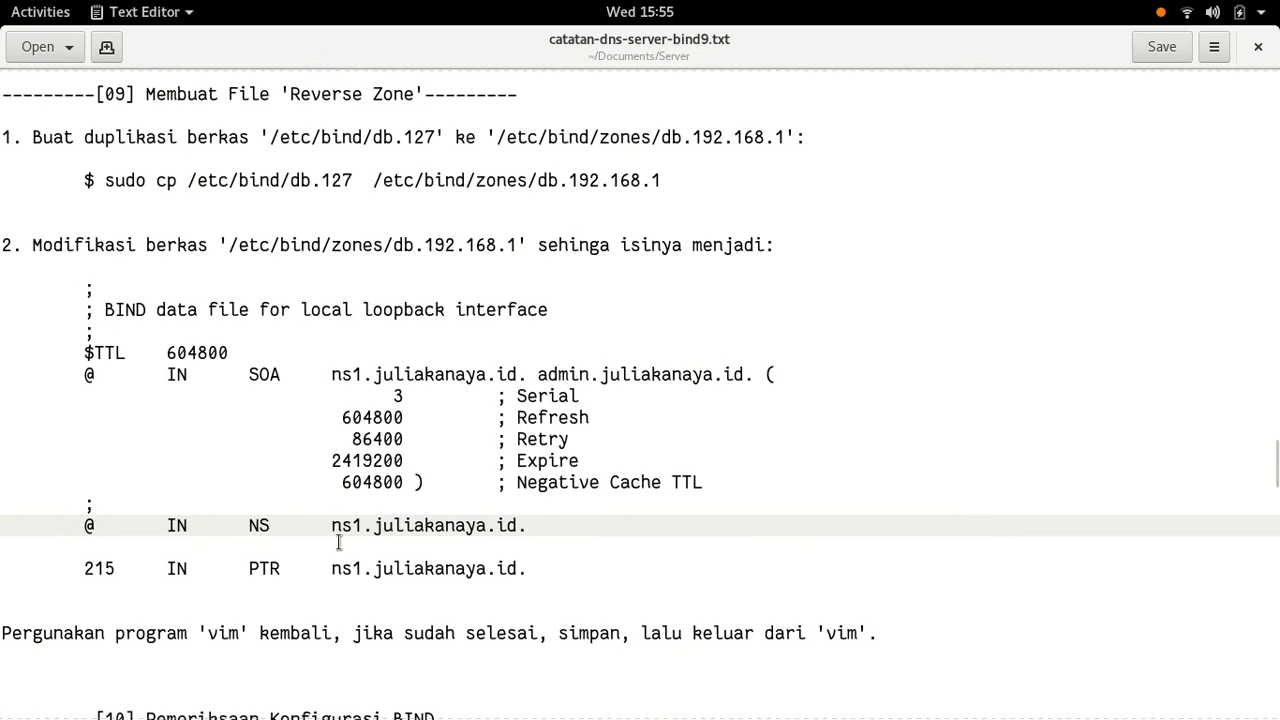 Activities Text Editor Wed 15:55
Open catatan-dns-server-bind9.txt Save
~/Documents/Server
---------[09] Membuat File 'Reverse Zone'---------
1. Buat duplikasi berkas '/etc/bind/db.127' ke '/etc/bind/zones/db.192.168.1':
$ sudo cp /etc/bind/db.127  /etc/bind/zones/db.192.168.1
2. Modifikasi berkas '/etc/bind/zones/db.192.168.1' sehinga isinya menjadi:
;
; BIND data file for local loopback interface
;
$TTL    604800
@       IN      SOA     ns1.juliakanaya.id. admin.juliakanaya.id. (
3         ; Serial
604800         ; Refresh
86400         ; Retry
2419200         ; Expire
604800 )       ; Negative Cache TTL
;
@       IN      NS      ns1.juliakanaya.id.
215     IN      PTR     ns1.juliakanaya.id.
Pergunakan program 'vim' kembali, jika sudah selesai, simpan, lalu keluar dari 'vim'.
[10] Pemeriksaan Konfigurasi BIND